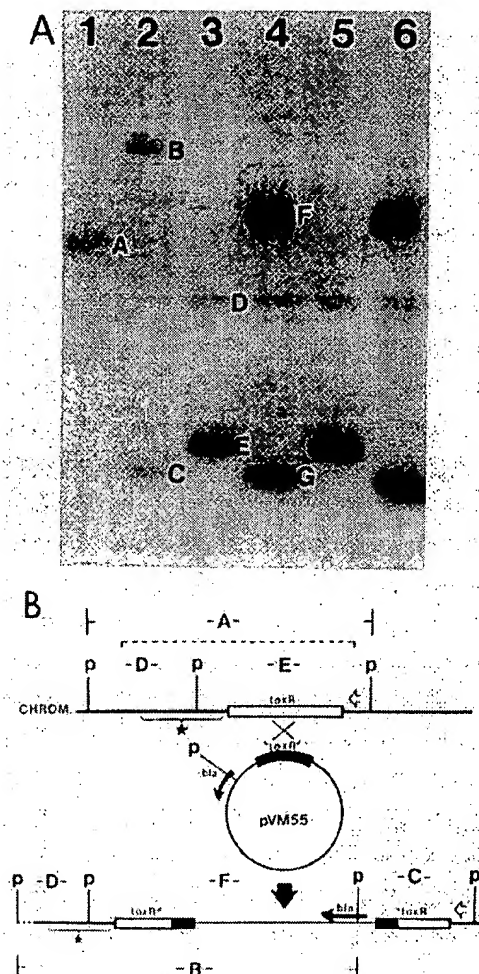 A 1 2 3 4 5 6
B
F
A
D
E
C
G
B
-A-
p -D- p -E- p
toxR
CHROM.
★
p
'toxR'
bla
pVM55
p -D- p -F- p -C- p
toxR' bla 'toxR
★
-B-